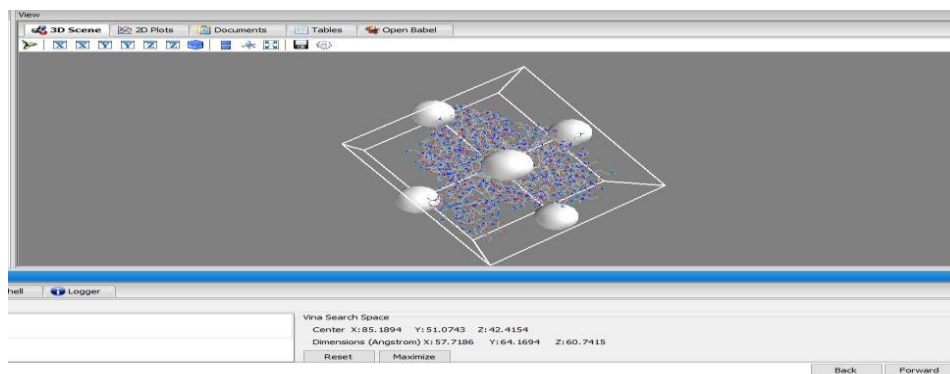 View
3D Scene 2D Plots Documents Tables Open Babel
X X Y Y Z Z
hell Logger
Vina Search Space
Center X:85.1894 Y:51.0743 Z:42.4154
Dimensions (Angstrom) X:57.7186 Y:64.1694 Z:60.7415
Reset Maximize
Back Forward